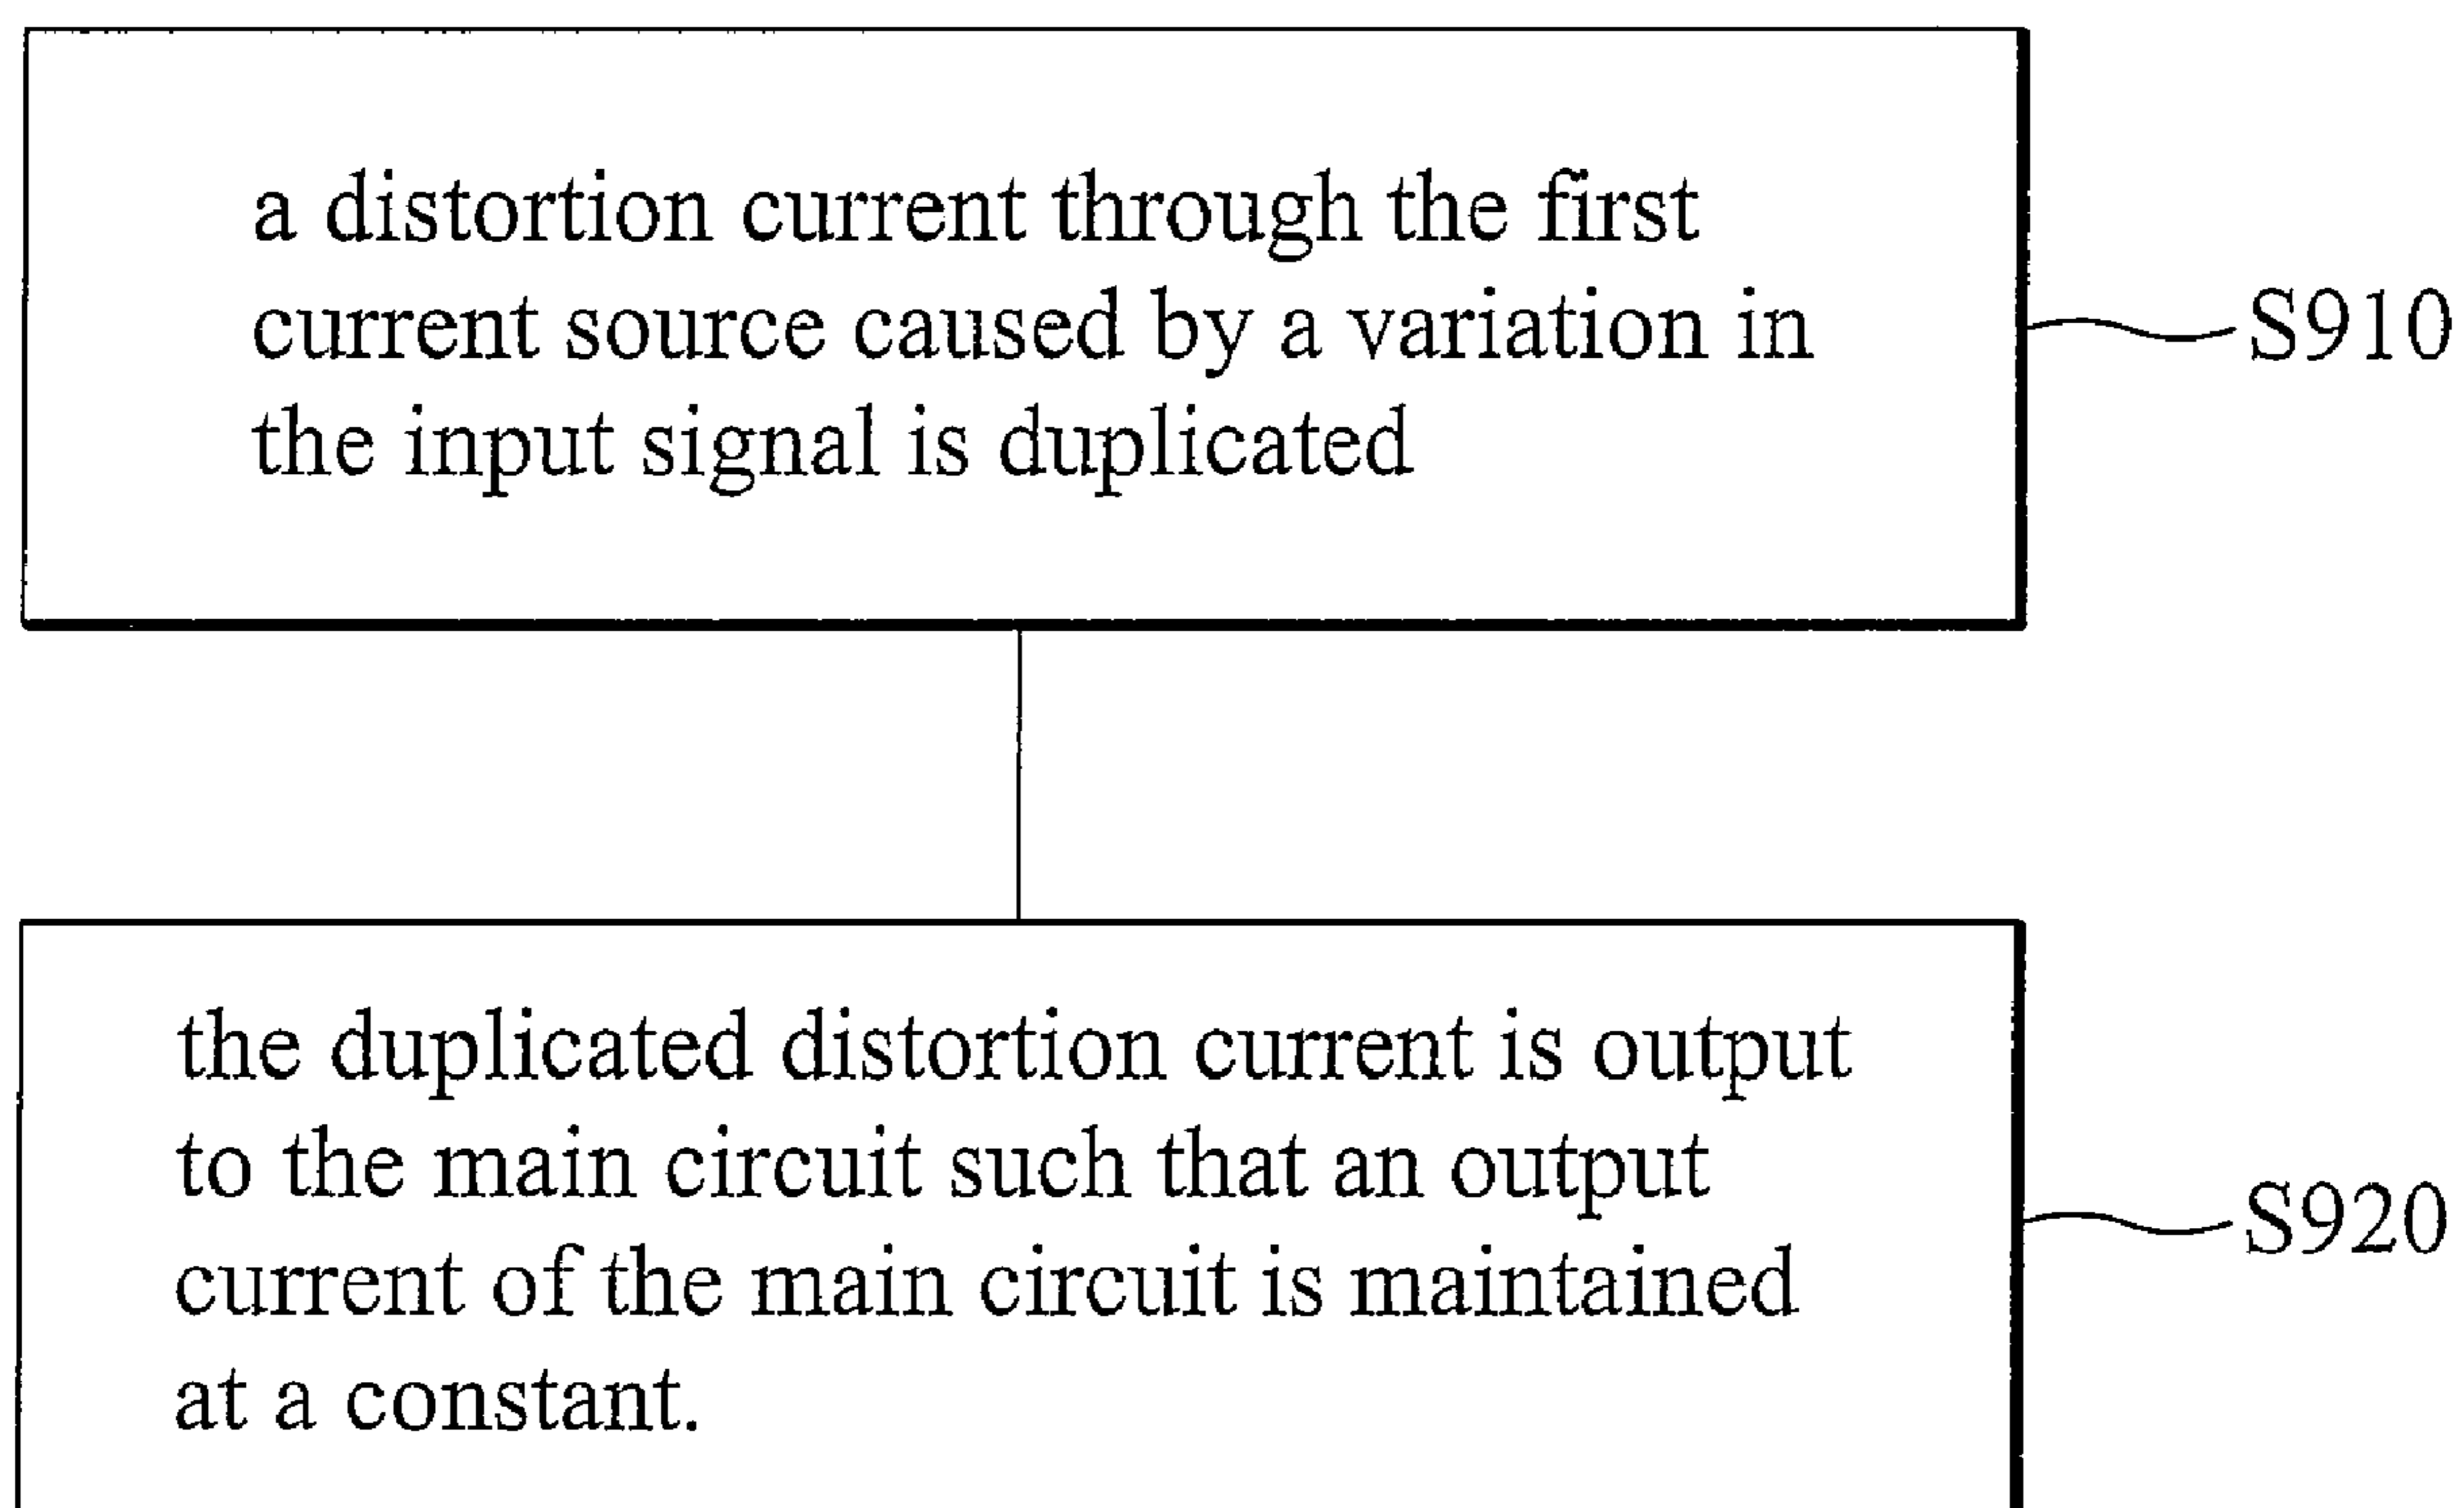 a distortion current through the first
current source caused by a variation in
the input signal is duplicated
S910
the duplicated distortion current is output
to the main circuit such that an output
current of the main circuit is maintained
at a constant.
S920